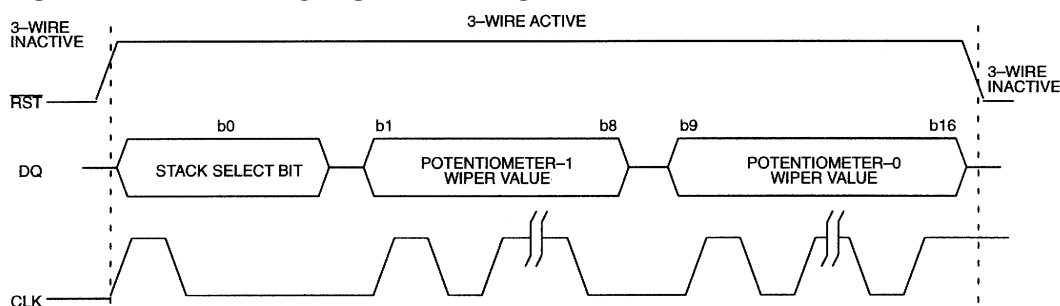 3–WIRE ACTIVE
3–WIRE
INACTIVE
RST
3–WIRE
INACTIVE
b0
b1
b8
b9
b16
DQ
STACK SELECT BIT
POTENTIOMETER–1
WIPER VALUE
POTENTIOMETER–0
WIPER VALUE
CLK